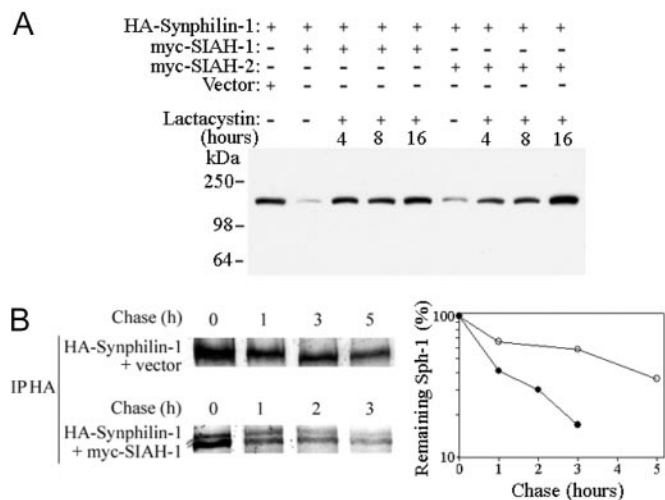 A
HA-Synphilin-1: + + + + + + + + +
myc-SIAH-1: - + + + + - - - -
myc-SIAH-2: - - - - - + + + +
Vector: + - - - - - - - -
Lactacystin: - + + + - + + +
(hours) 4 8 16 4 8 16
kDa
250
98
64
B
Chase (h) 0 1 3 5
HA-Synphilin-1
+ vector
IP HA
Chase (h) 0 1 2 3
HA-Synphilin-1
+ myc-SIAH-1
Remaining Sph-1 (%)
100
10
0 1 2 3 4 5
Chase (hours)